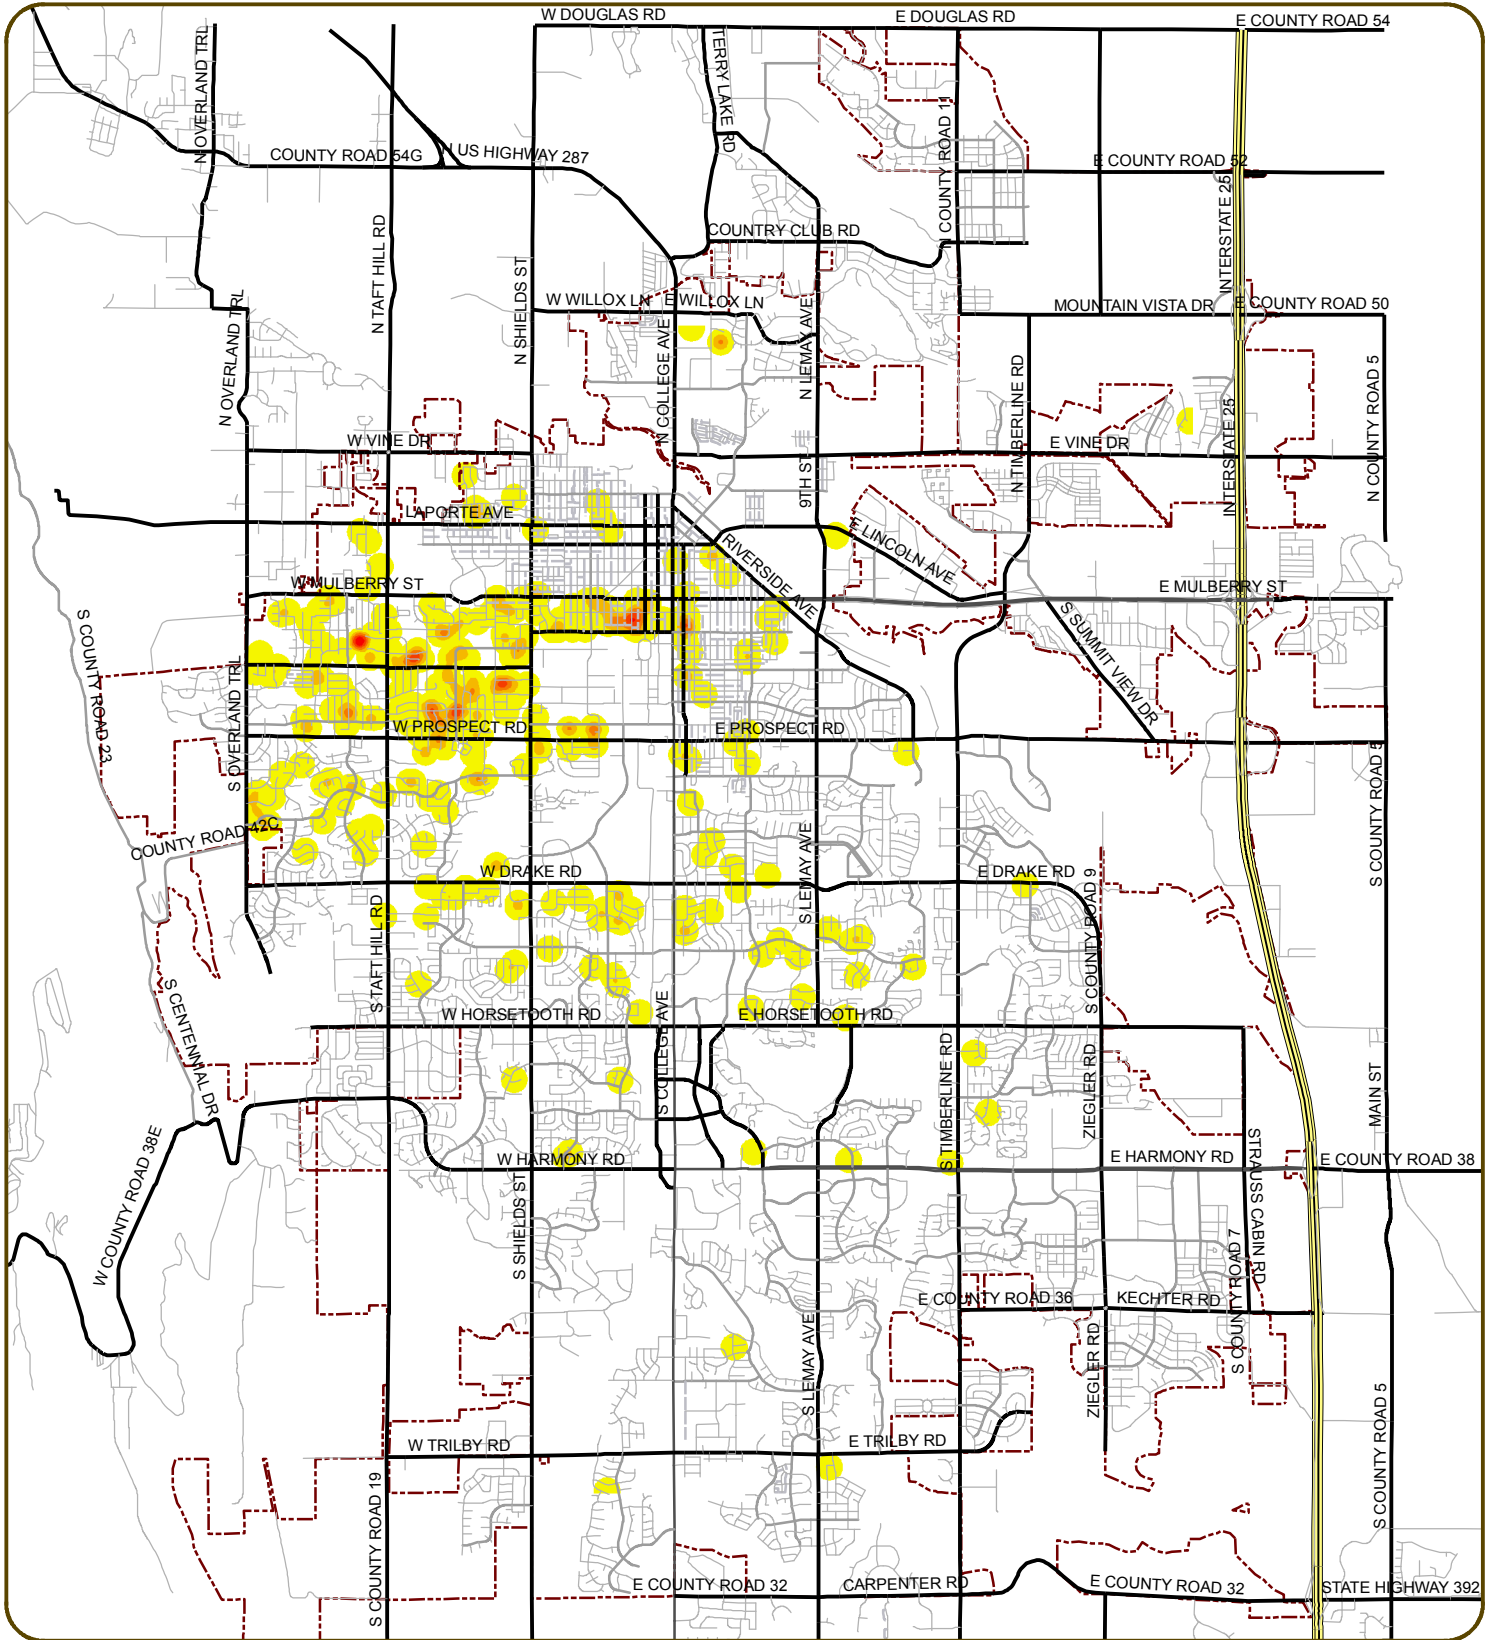 W DOUGLAS RD
E DOUGLAS RD
E COUNTY ROAD 54
N OVERLAND TRL
TERRY LAKE RD
N COUNTY ROAD 11
COUNTY ROAD 54G
N US HIGHWAY 287
E COUNTY ROAD 52
INTERSTATE 25
N TAFT HILL RD
COUNTRY CLUB RD
N SHIELDS ST
W WILLOX LN
E WILLOX LN
MOUNTAIN VISTA DR
E COUNTY ROAD 50
N OVERLAND TRL
N COLLEGE AVE
N LEMAY AVE
N TIMBERLINE RD
INTERSTATE 25
N COUNTY ROAD 5
W VINE DR
E VINE DR
9TH ST
LAPORTE AVE
RIVERSIDE AVE
E LINCOLN AVE
W MULBERRY ST
E MULBERRY ST
S COUNTY ROAD 23
S SUMMIT VIEW DR
S OVERLAND TRL
W PROSPECT RD
E PROSPECT RD
S COUNTY ROAD 5
COUNTY ROAD 42C
S LEMAY AVE
W DRAKE RD
E DRAKE RD
S COUNTY ROAD 9
S TAFT HILL RD
S CENTENNIAL DR
W HORSETOOTH RD
E HORSETOOTH RD
S COLLEGE AVE
S TIMBERLINE RD
ZIEGLER RD
MAIN ST
W COUNTY ROAD 38E
W HARMONY RD
E HARMONY RD
E COUNTY ROAD 38
S SHIELDS ST
STRAUSS CABIN RD
S COUNTY ROAD 7
E COUNTY ROAD 36
KECHTER RD
S LEMAY AVE
ZIEGLER RD
W TRILBY RD
E TRILBY RD
S COUNTY ROAD 5
S COUNTY ROAD 19
E COUNTY ROAD 32
CARPENTER RD
E COUNTY ROAD 32
STATE HIGHWAY 392